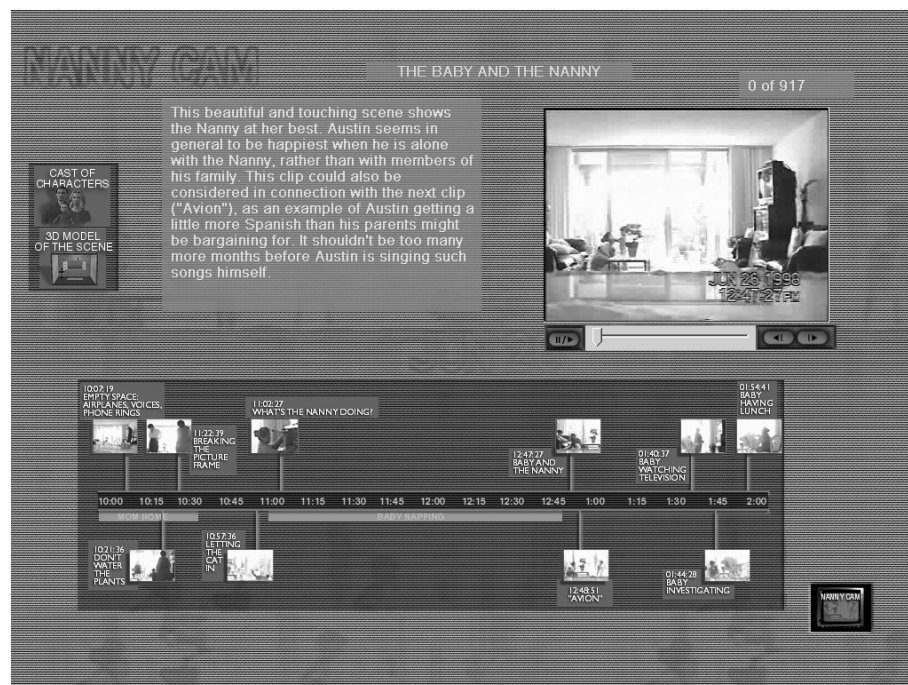 NANNY CAM
THE BABY AND THE NANNY
0 of 917
This beautiful and touching scene shows
the Nanny at her best. Austin seems in
general to be happiest when he is alone
with the Nanny, rather than with members of
his family. This clip could also be
considered in connection with the next clip
("Avion"), as an example of Austin getting a
little more Spanish than his parents might
be bargaining for. It shouldn't be too many
more months before Austin is singing such
songs himself.
CAST OF
CHARACTERS
3D MODEL
OF THE SCENE
JUN 26 1998
12:47:27 PM
10:07:19
EMPTY SPACE:
AIRPLANES, VOICES,
PHONE RINGS
11:22:39
BREAKING
THE
PICTURE
FRAME
11:02:27
WHAT'S THE NANNY DOING?
12:47:27
BABY AND
THE NANNY
01:40:37
BABY
WATCHING
TELEVISION
01:54:41
BABY
HAVING
LUNCH
10:00 10:15 10:30 10:45 11:00 11:15 11:30 11:45 12:00 12:15 12:30 12:45 1:00 1:15 1:30 1:45 2:00
MOM HOME
BABY NAPPING
10:21:36
DON'T
WATER
THE
PLANTS
10:57:36
LETTING
THE
CAT
IN
12:48:51
"AVION"
01:44:28
BABY
INVESTIGATING
NANNY CAM